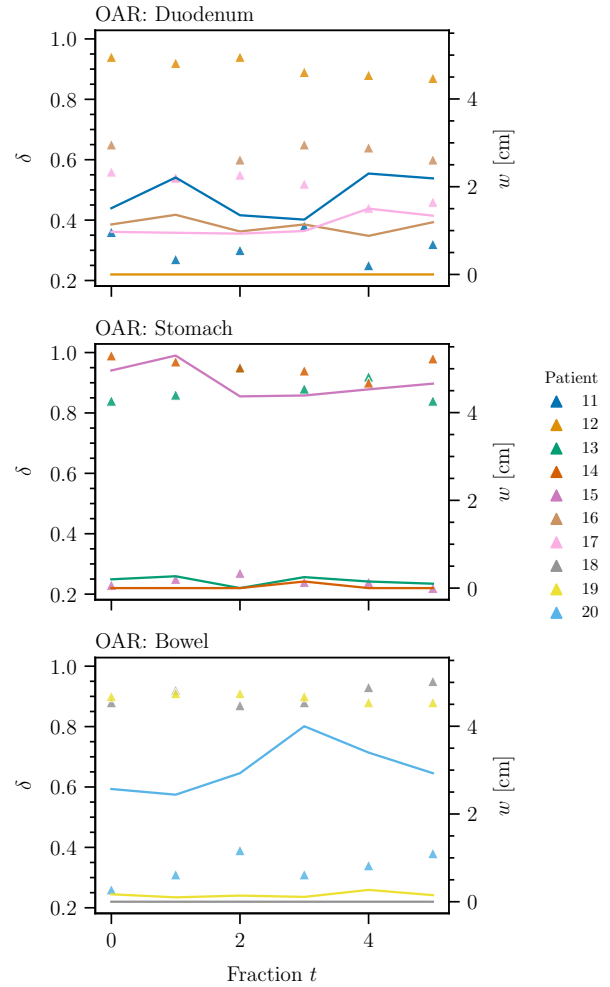 OAR: Duodenum
1.0
0.8
0.6
0.4
0.2
δ
4
2
0
w [cm]
OAR: Stomach
1.0
0.8
0.6
0.4
0.2
δ
4
2
0
w [cm]
Patient
11
12
13
14
15
16
17
18
19
20
OAR: Bowel
1.0
0.8
0.6
0.4
0.2
δ
4
2
0
w [cm]
0 2 4
Fraction t